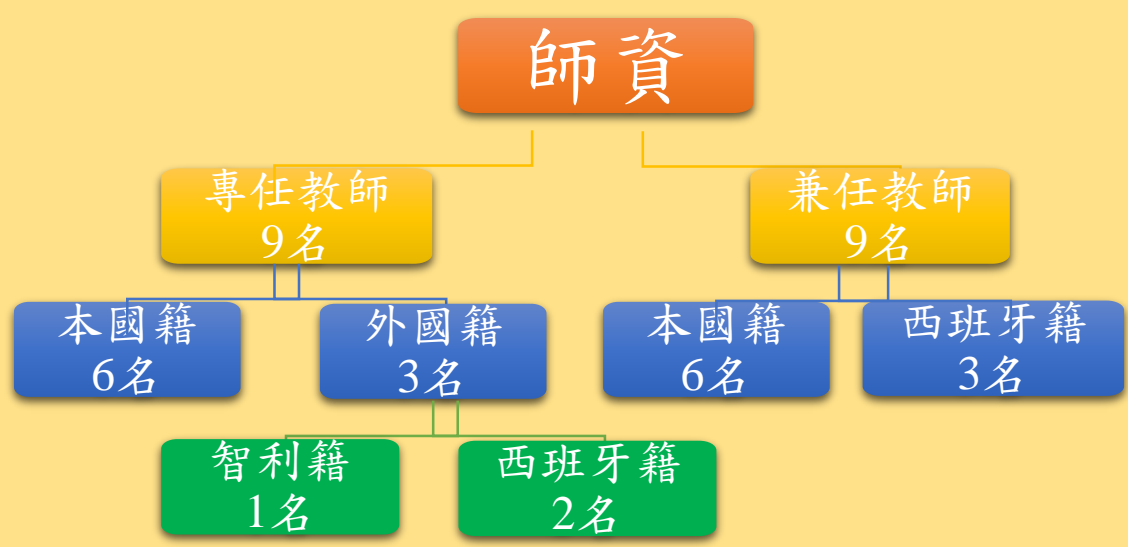 師資
專任教師
9名
兼任教師
9名
本國籍
6名
外國籍
3名
本國籍
6名
西班牙籍
3名
智利籍
1名
西班牙籍
2名